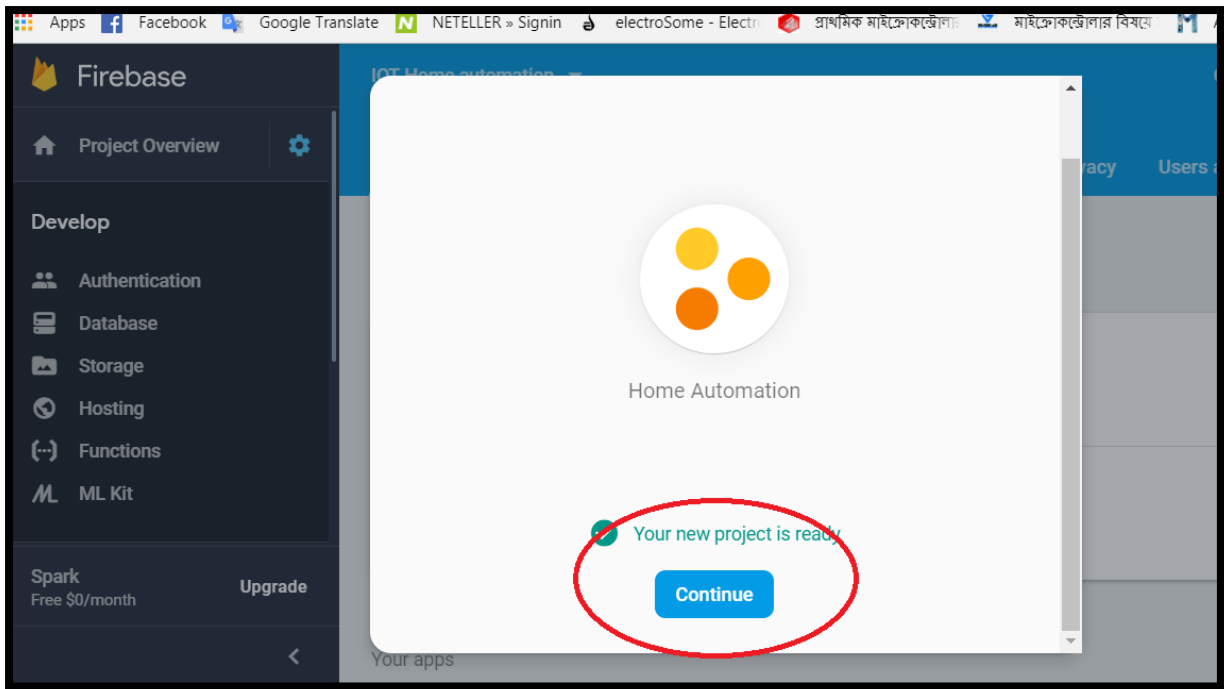 Apps Facebook Google Translate NETELLER » Signin electroSome - Electr প্রাথমিক মাইক্রোকন্ট্রোলা মাইক্রোকন্ট্রোলার বিষয়ে
Firebase
IOT Home automation
Project Overview
vacy Users a
Develop
Authentication
Database
Storage
Hosting
Functions
ML Kit
Spark
Free $0/month
Upgrade
Home Automation
Your new project is ready
Continue
Your apps